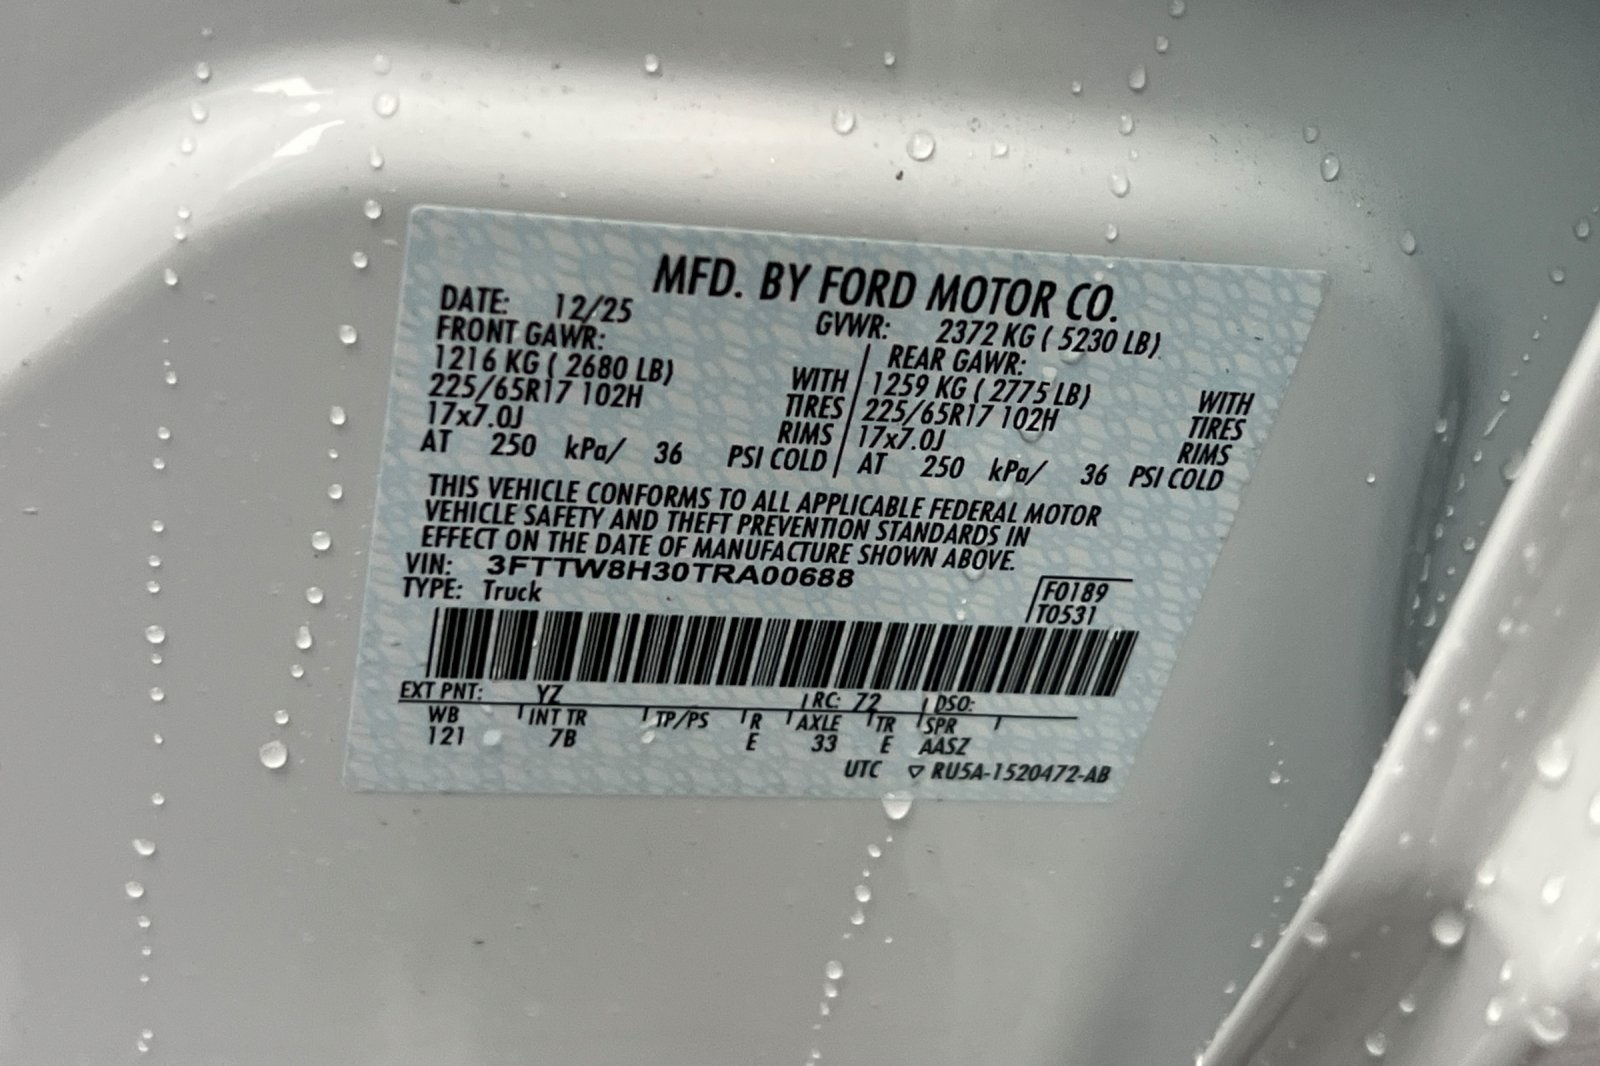 MFD. BY FORD MOTOR CO.
DATE: 12/25 GVWR: 2372 KG ( 5230 LB)
FRONT GAWR: REAR GAWR:
1216 KG ( 2680 LB) WITH 1259 KG ( 2775 LB) WITH
225/65R17 102H TIRES 225/65R17 102H TIRES
17x7.0J RIMS 17x7.0J RIMS
AT 250 kPa/ 36 PSI COLD AT 250 kPa/ 36 PSI COLD
THIS VEHICLE CONFORMS TO ALL APPLICABLE FEDERAL MOTOR
VEHICLE SAFETY AND THEFT PREVENTION STANDARDS IN
EFFECT ON THE DATE OF MANUFACTURE SHOWN ABOVE.
VIN: 3FTTW8H30TRA00688
TYPE: Truck F0189
T0531
EXT PNT: YZ RC: 72 DSO:
WB INT TR TP/PS R AXLE TR SPR
121 7B E 33 E AASZ
UTC ▽ RU5A-1520472-AB